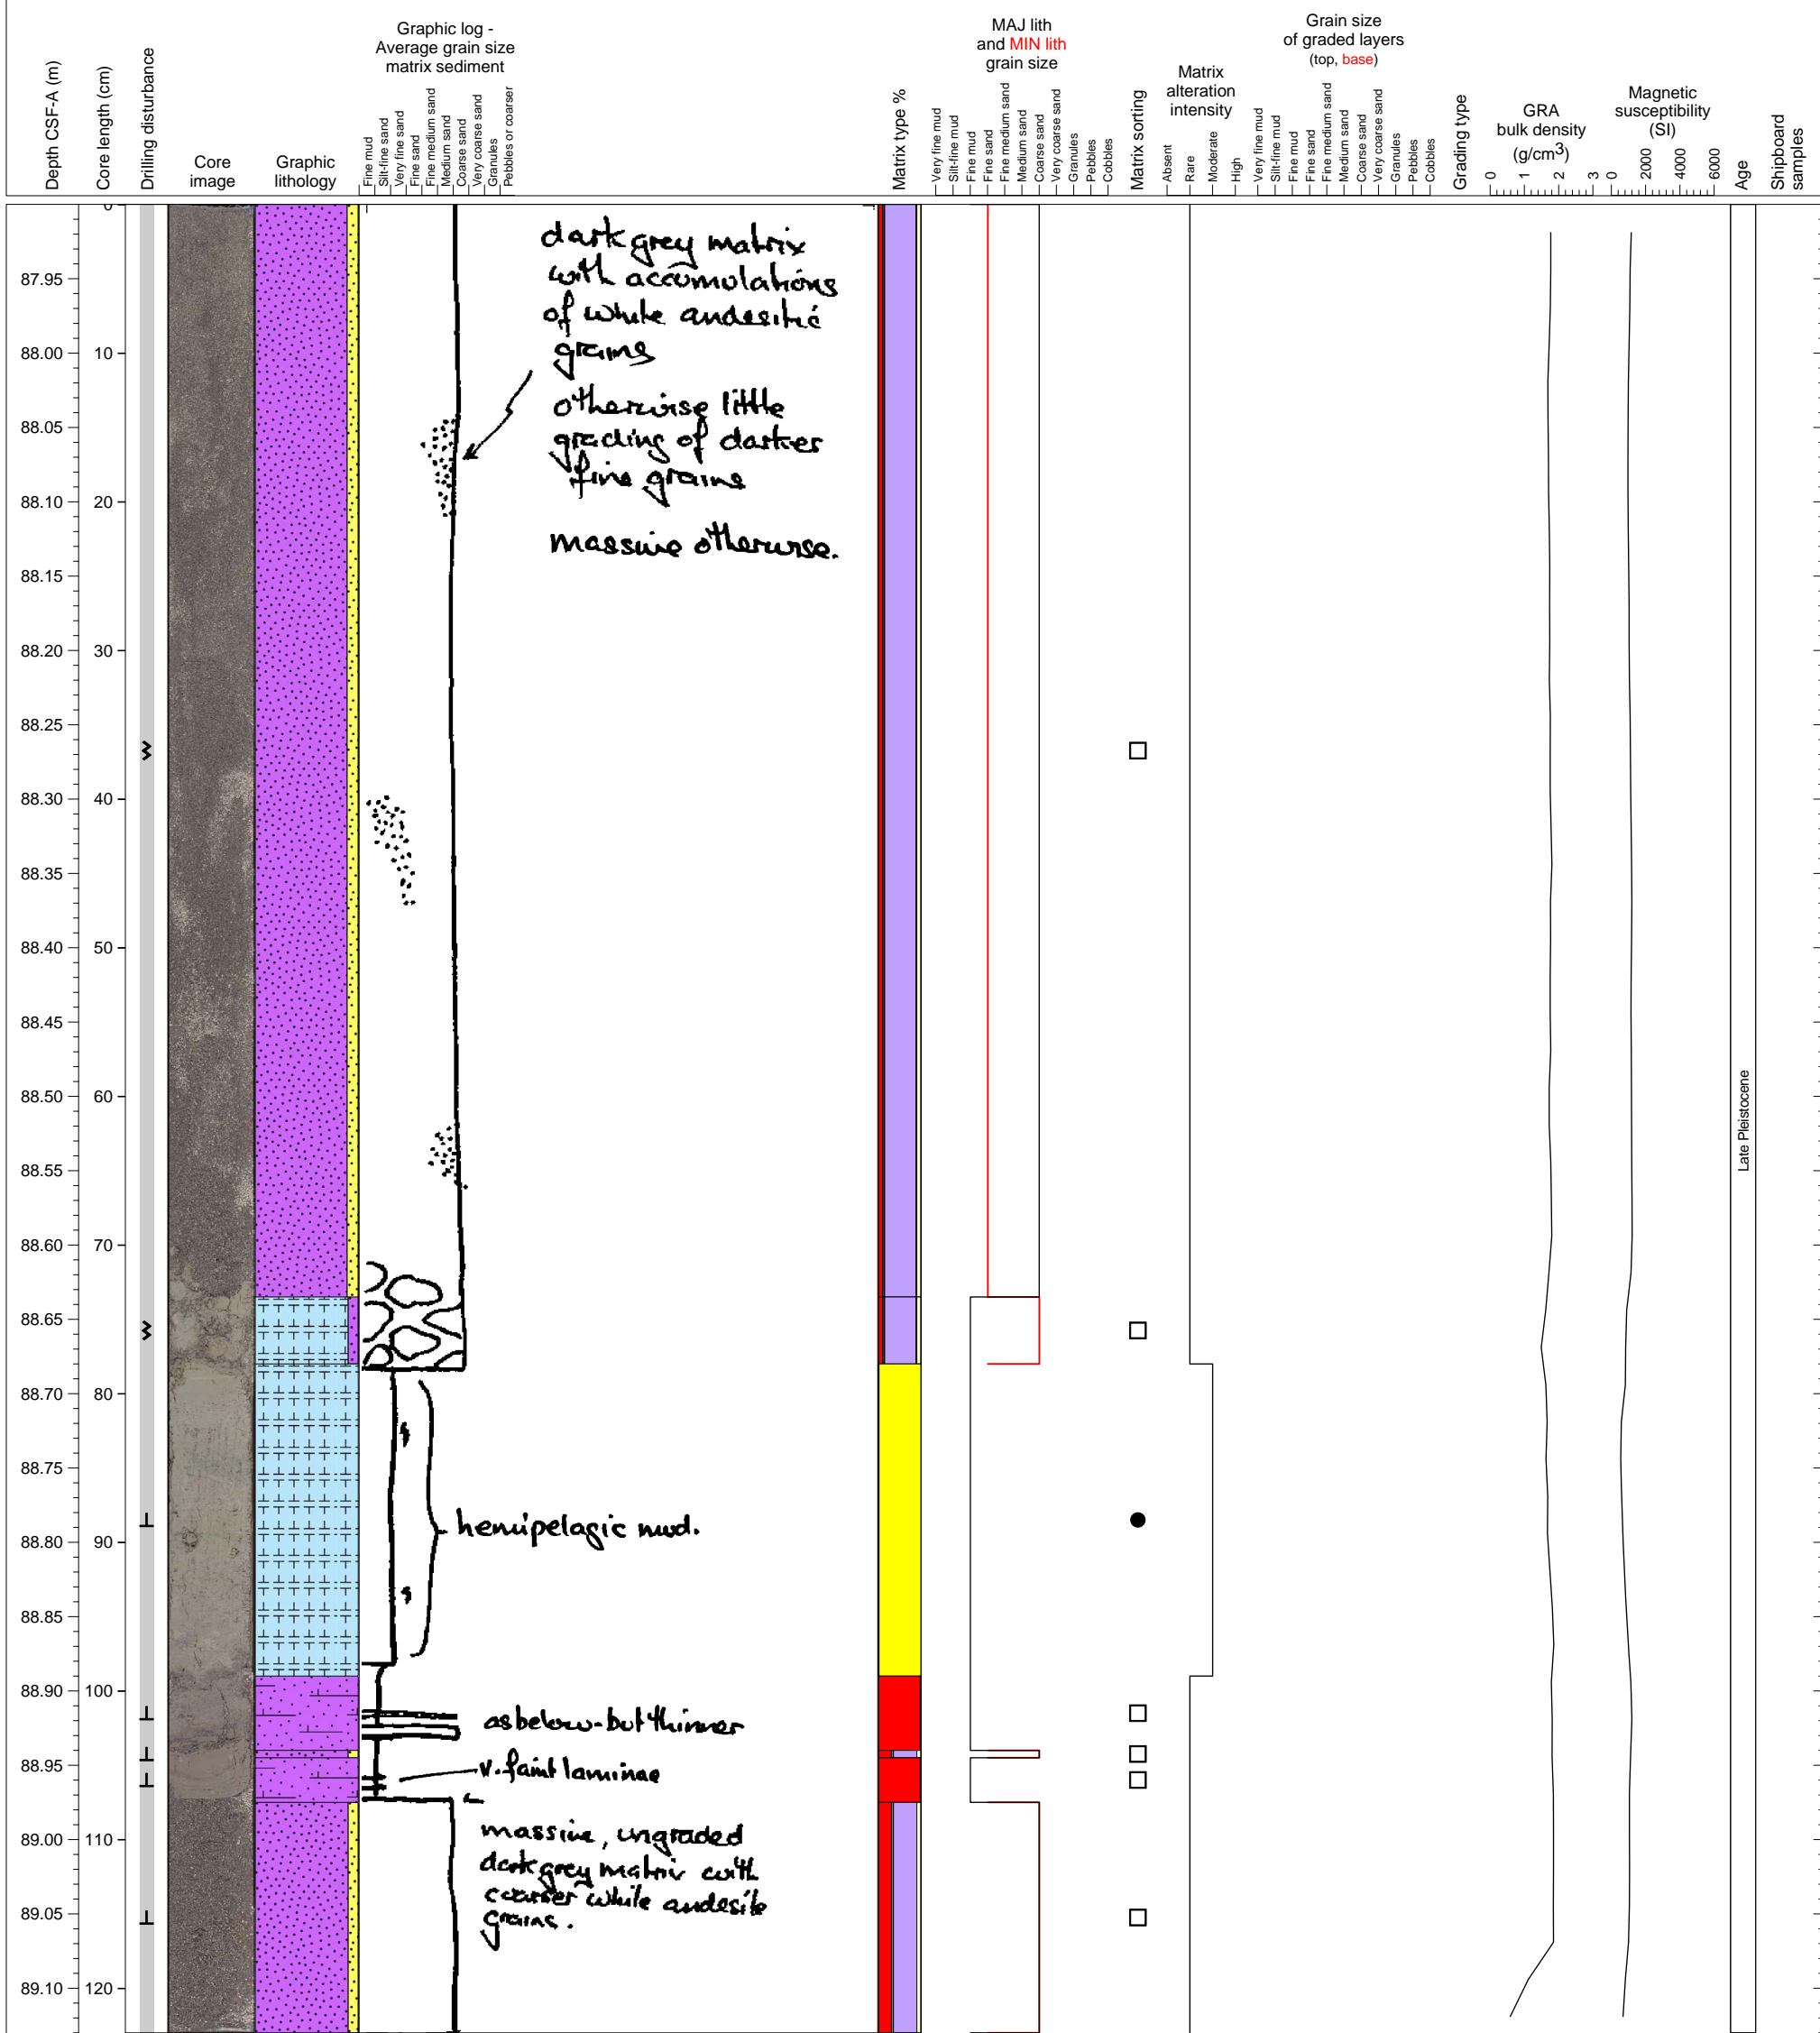 Depth CSF-A (m)
Core length (cm)
Drilling disturbance
Core
image
Graphic
lithology
Graphic log -
Average grain size
matrix sediment
Fine mud
Silt-fine sand
Very fine sand
Fine sand
Fine medium sand
Medium sand
Coarse sand
Very coarse sand
Granules
Pebbles or coarser
Matrix type %
MAJ lith
and MIN lith
grain size
Very fine mud
Silt-fine mud
Fine mud
Fine sand
Fine medium sand
Medium sand
Coarse sand
Very coarse sand
Granules
Pebbles
Cobbles
Matrix sorting
Matrix
alteration
intensity
Absent
Rare
Moderate
High
Grain size
of graded layers
(top, base)
Very fine mud
Silt-fine mud
Fine mud
Fine sand
Fine medium sand
Medium sand
Coarse sand
Very coarse sand
Granules
Pebbles
Cobbles
Grading type
GRA
bulk density
(g/cm3)
0 1 2 3
Magnetic
susceptibility
(SI)
0 2000 4000 6000
Age
Shipboard
samples
0
87.95
88.00 10
88.05
88.10 20
88.15
88.20 30
88.25
88.30 40
88.35
88.40 50
88.45
88.50 60
88.55
88.60 70
88.65
88.70 80
88.75
88.80 90
88.85
88.90 100
88.95
89.00 110
89.05
89.10 120
dark grey matrix
with accumulations
of white andesitic
grains
otherwise little
grading of darker
fine grains
massive otherwise.
hemipelagic mud.
as below - but thinner
v. faint laminae
massive, ungraded
dark grey matrix with
coarser white andesite
grains.
Late Pleistocene